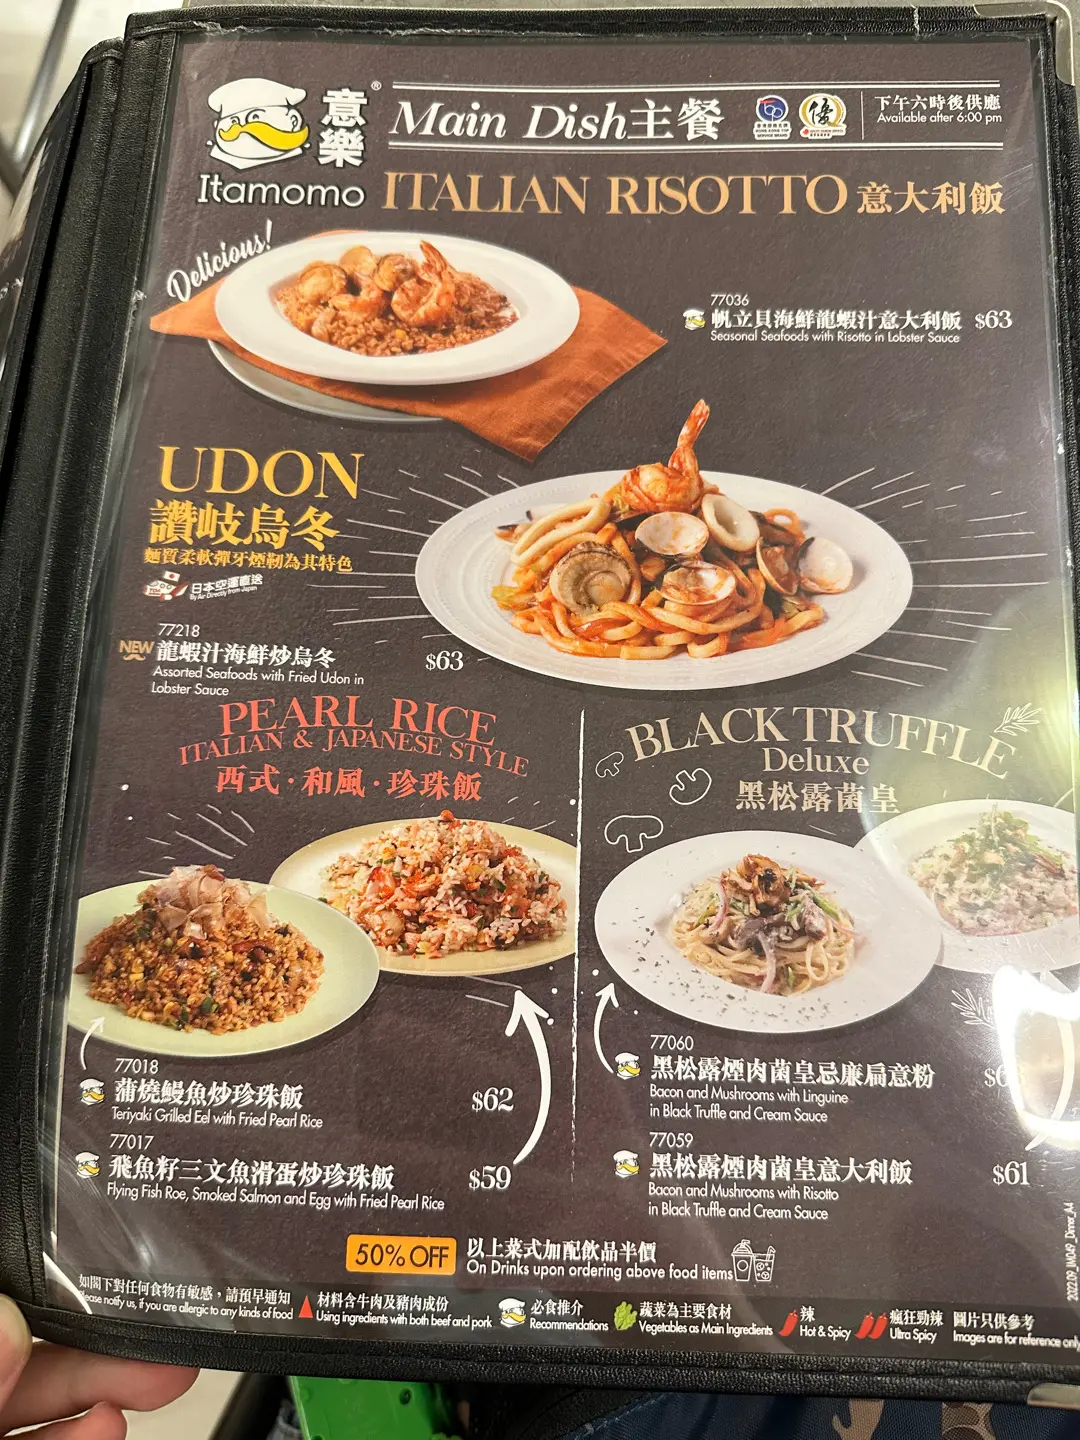 意樂®
Itamomo
Main Dish主餐
下午六時後供應
Available after 6:00 pm
ITALIAN RISOTTO 意大利飯
Delicious!
77036
帆立貝海鮮龍蝦汁意大利飯 $63
Seasonal Seafoods with Risotto in Lobster Sauce
UDON
讚岐烏冬
麵質柔軟彈牙煙韌為其特色
日本空運直送
By Air Directly from Japan
77218
NEW 龍蝦汁海鮮炒烏冬 $63
Assorted Seafoods with Fried Udon in
Lobster Sauce
PEARL RICE
ITALIAN & JAPANESE STYLE
西式·和風·珍珠飯
77018
蒲燒鰻魚炒珍珠飯 $62
Teriyaki Grilled Eel with Fried Pearl Rice
77017
飛魚籽三文魚滑蛋炒珍珠飯 $59
Flying Fish Roe, Smoked Salmon and Egg with Fried Pearl Rice
BLACK TRUFFLE
Deluxe
黑松露菌皇
77060
黑松露煙肉菌皇忌廉扁意粉
Bacon and Mushrooms with Linguine
in Black Truffle and Cream Sauce
77059
黑松露煙肉菌皇意大利飯 $61
Bacon and Mushrooms with Risotto
in Black Truffle and Cream Sauce
50% OFF 以上菜式加配飲品半價
On Drinks upon ordering above food items
如閣下對任何食物有敏感，請預早通知
Please notify us, if you are allergic to any kinds of food
材料含牛肉及豬肉成份
Using ingredients with both beef and pork
必食推介
Recommendations
蔬菜為主要食材
Vegetables as Main Ingredients
辣
Hot & Spicy
瘋狂勁辣
Ultra Spicy
圖片只供參考
Images are for reference only